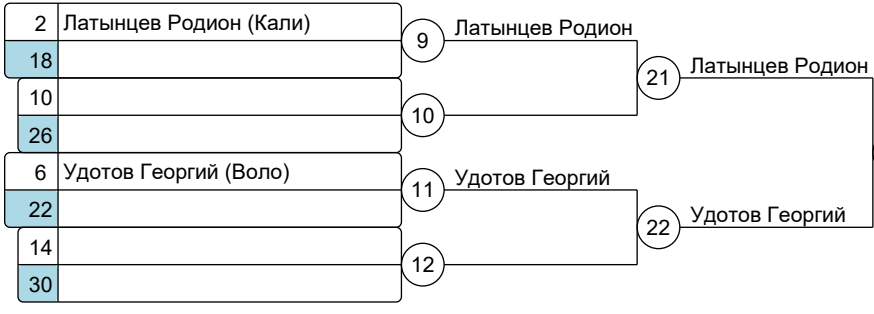 2 Латынцев Родион (Кали)
18
9 Латынцев Родион
21 Латынцев Родион
10
26
10
6 Удотов Георгий (Воло)
22
11 Удотов Георгий
22 Удотов Георгий
14
30
12